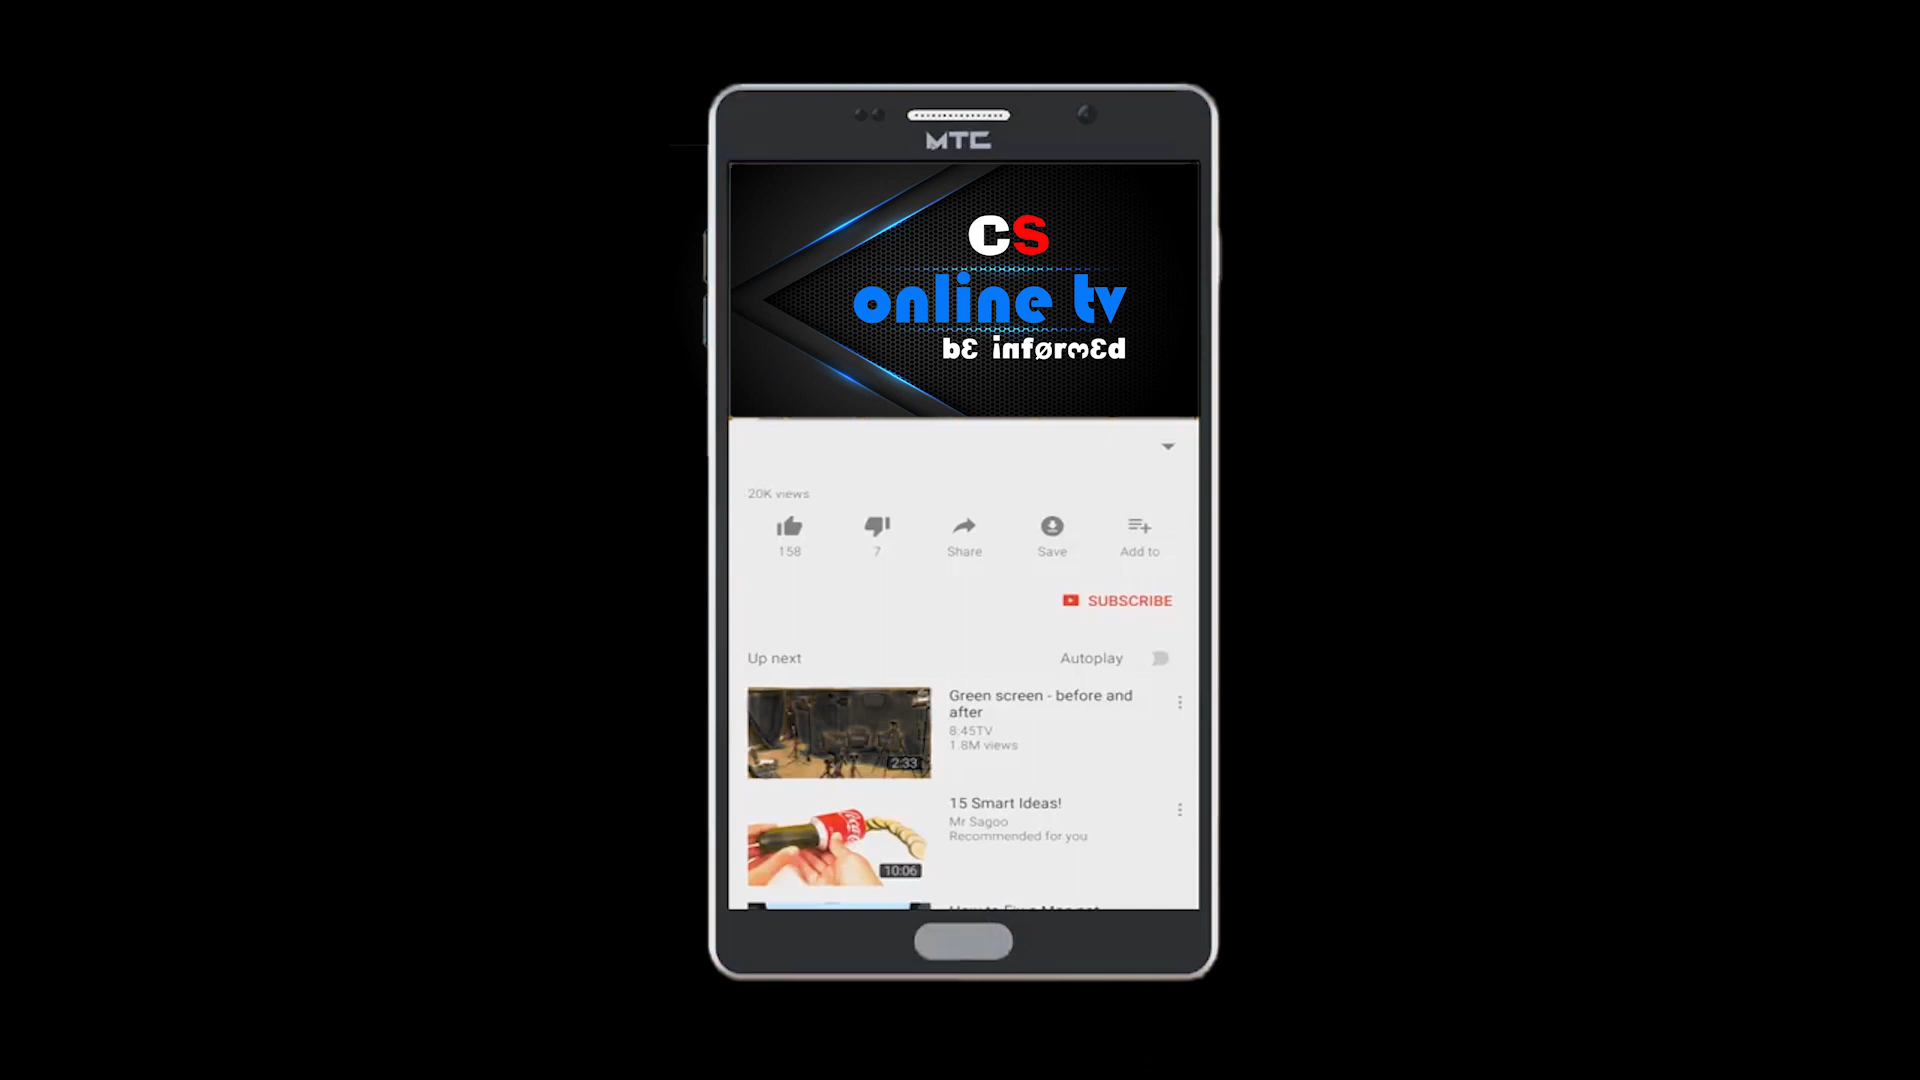 MTC
CS
online tv
bɛ inførmɛd
20K views
158
7
Share
Save
Add to
SUBSCRIBE
Up next
Autoplay
Green screen - before and
after
8:45TV
1.8M views
2:33
15 Smart Ideas!
Mr Sagoo
Recommended for you
10:06